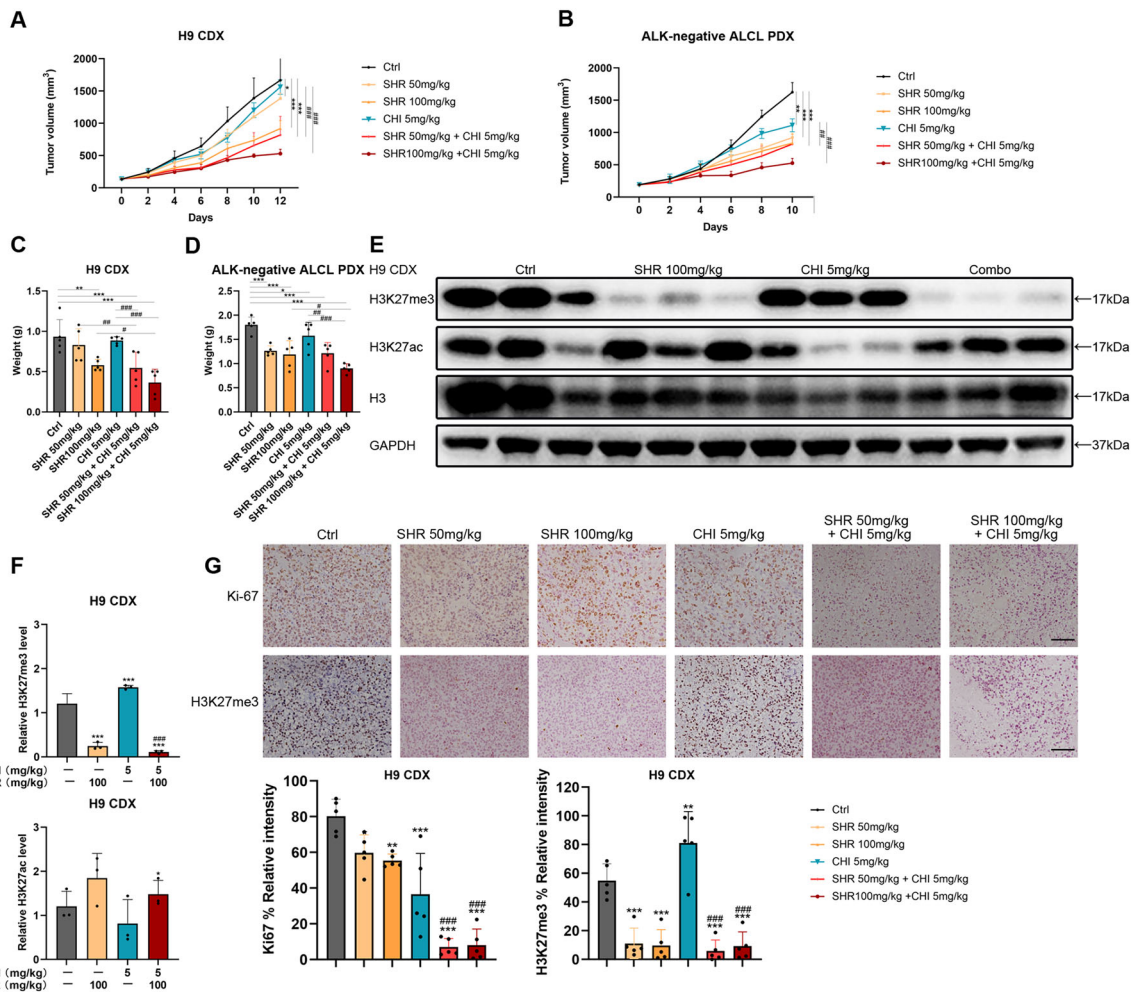 A
H9 CDX
Tumor volume (mm3)
2000
1500
1000
500
0
0 2 4 6 8 10 12
Days
Ctrl
SHR 50mg/kg
SHR 100mg/kg
CHI 5mg/kg
SHR 50mg/kg + CHI 5mg/kg
SHR100mg/kg +CHI 5mg/kg
* *** *** ### ###
B
ALK-negative ALCL PDX
Tumor volume (mm3)
2000
1500
1000
500
0
0 2 4 6 8 10
Days
Ctrl
SHR 50mg/kg
SHR 100mg/kg
CHI 5mg/kg
SHR 50mg/kg + CHI 5mg/kg
SHR100mg/kg +CHI 5mg/kg
** *** *** ## ###
C
H9 CDX
Weight (g)
1.5
1.0
0.5
0.0
**
***
***
###
###
##
#
Ctrl
SHR 50mg/kg
SHR100mg/kg
CHI 5mg/kg
SHR 50mg/kg + CHI 5mg/kg
SHR 100mg/kg + CHI 5mg/kg
D
ALK-negative ALCL PDX
Weight (g)
2.5
2.0
1.5
1.0
0.5
0.0
***
***
*
***
***
#
##
###
Ctrl
SHR 50mg/kg
SHR100mg/kg
CHI 5mg/kg
SHR 50mg/kg + CHI 5mg/kg
SHR 100mg/kg + CHI 5mg/kg
E
H9 CDX Ctrl SHR 100mg/kg CHI 5mg/kg Combo
H3K27me3 ←17kDa
H3K27ac ←17kDa
H3 ←17kDa
GAPDH ←37kDa
F
H9 CDX
Relative H3K27me3 level
3
2
1
0
***
***
###
***
(mg/kg) — — 5 5
(mg/kg) — 100 — 100
H9 CDX
Relative H3K27ac level
3
2
1
0
*
(mg/kg) — — 5 5
(mg/kg) — 100 — 100
G
Ctrl SHR 50mg/kg SHR 100mg/kg CHI 5mg/kg SHR 50mg/kg + CHI 5mg/kg SHR 100mg/kg + CHI 5mg/kg
Ki-67
H3K27me3
H9 CDX
Ki67 % Relative intensity
100
80
60
40
20
0
*
**
***
###
***
###
***
H9 CDX
H3K27me3 % Relative intensity
120
100
80
60
40
20
0
***
***
**
###
***
###
***
Ctrl
SHR 50mg/kg
SHR 100mg/kg
CHI 5mg/kg
SHR 50mg/kg + CHI 5mg/kg
SHR100mg/kg +CHI 5mg/kg